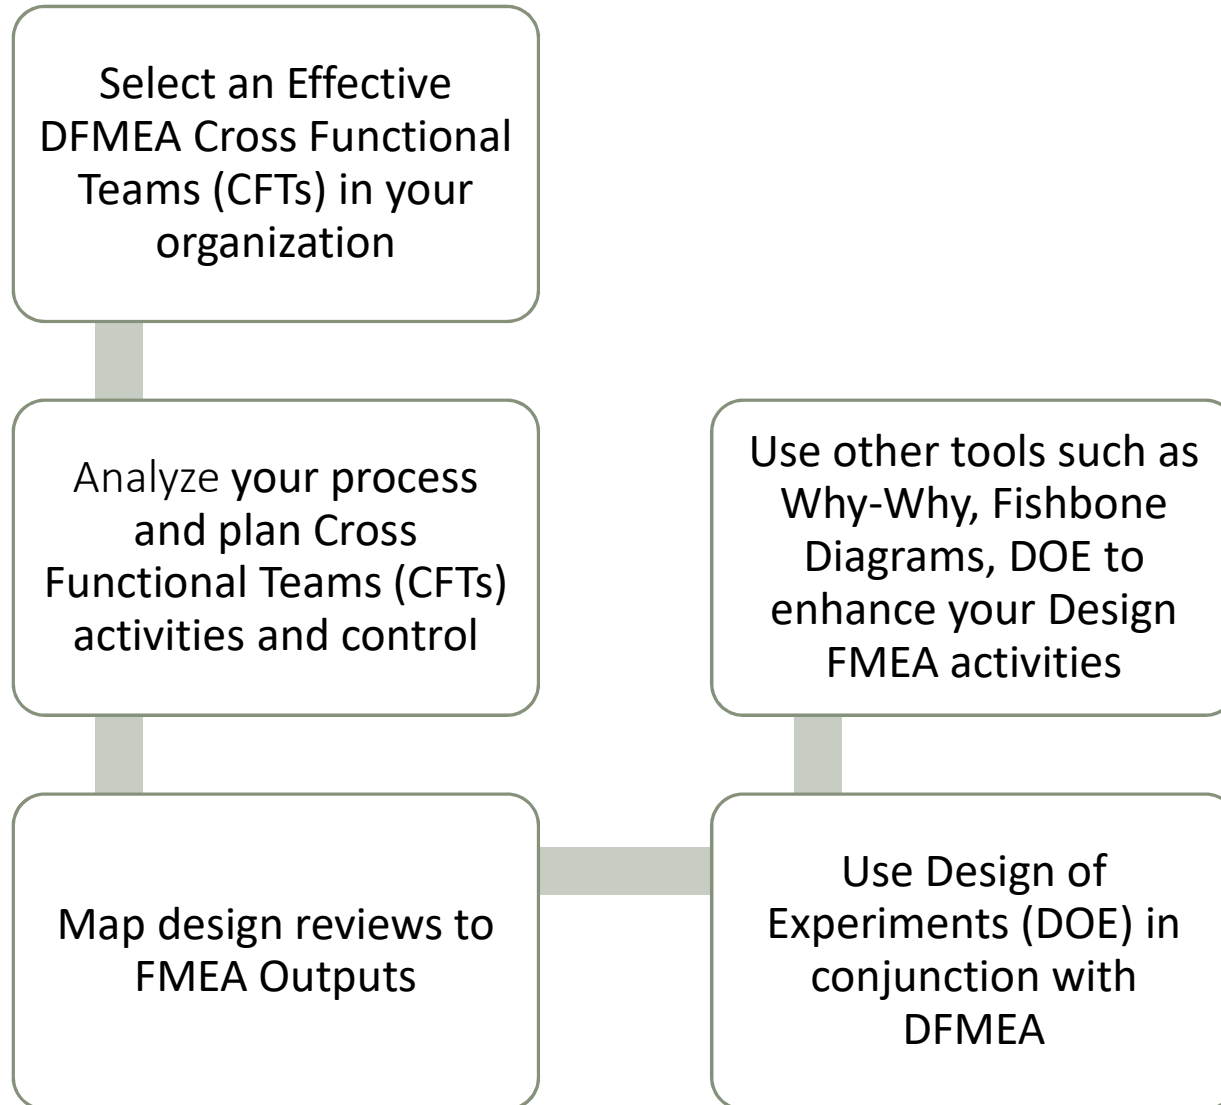 Select an Effective
DFMEA Cross Functional
Teams (CFTs) in your
organization
Analyze your process
and plan Cross
Functional Teams (CFTs)
activities and control
Map design reviews to
FMEA Outputs
Use Design of
Experiments (DOE) in
conjunction with
DFMEA
Use other tools such as
Why-Why, Fishbone
Diagrams, DOE to
enhance your Design
FMEA activities